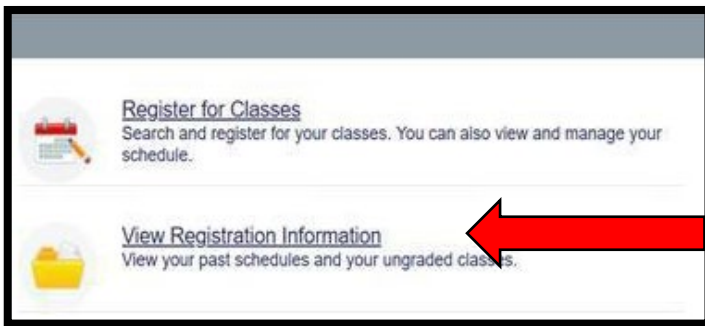 Register for Classes
Search and register for your classes. You can also view and manage your
schedule.
View Registration Information
View your past schedules and your ungraded classes.